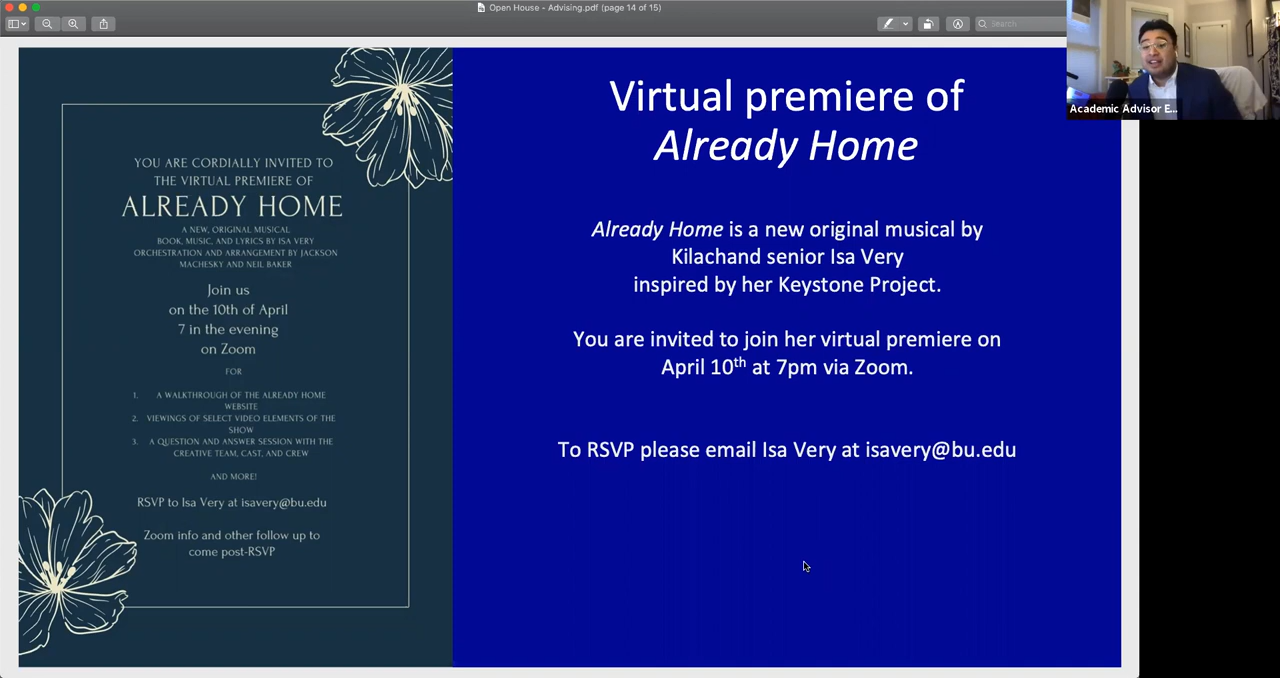 Open House - Advising.pdf (page 14 of 15)
Search
Academic Advisor E...
YOU ARE CORDIALLY INVITED TO
THE VIRTUAL PREMIERE OF
ALREADY HOME
A NEW, ORIGINAL MUSICAL
BOOK, MUSIC, AND LYRICS BY ISA VERY
ORCHESTRATION AND ARRANGEMENT BY JACKSON
MACHESKY AND NEIL BAKER
Join us
on the 10th of April
7 in the evening
on Zoom
FOR
1. A WALKTHROUGH OF THE ALREADY HOME
WEBSITE
2. VIEWINGS OF SELECT VIDEO ELEMENTS OF THE
SHOW
3. A QUESTION AND ANSWER SESSION WITH THE
CREATIVE TEAM, CAST, AND CREW
AND MORE!
RSVP to Isa Very at isavery@bu.edu
Zoom info and other follow up to
come post-RSVP
Virtual premiere of
Already Home
Already Home is a new original musical by
Kilachand senior Isa Very
inspired by her Keystone Project.
You are invited to join her virtual premiere on
April 10th at 7pm via Zoom.
To RSVP please email Isa Very at isavery@bu.edu